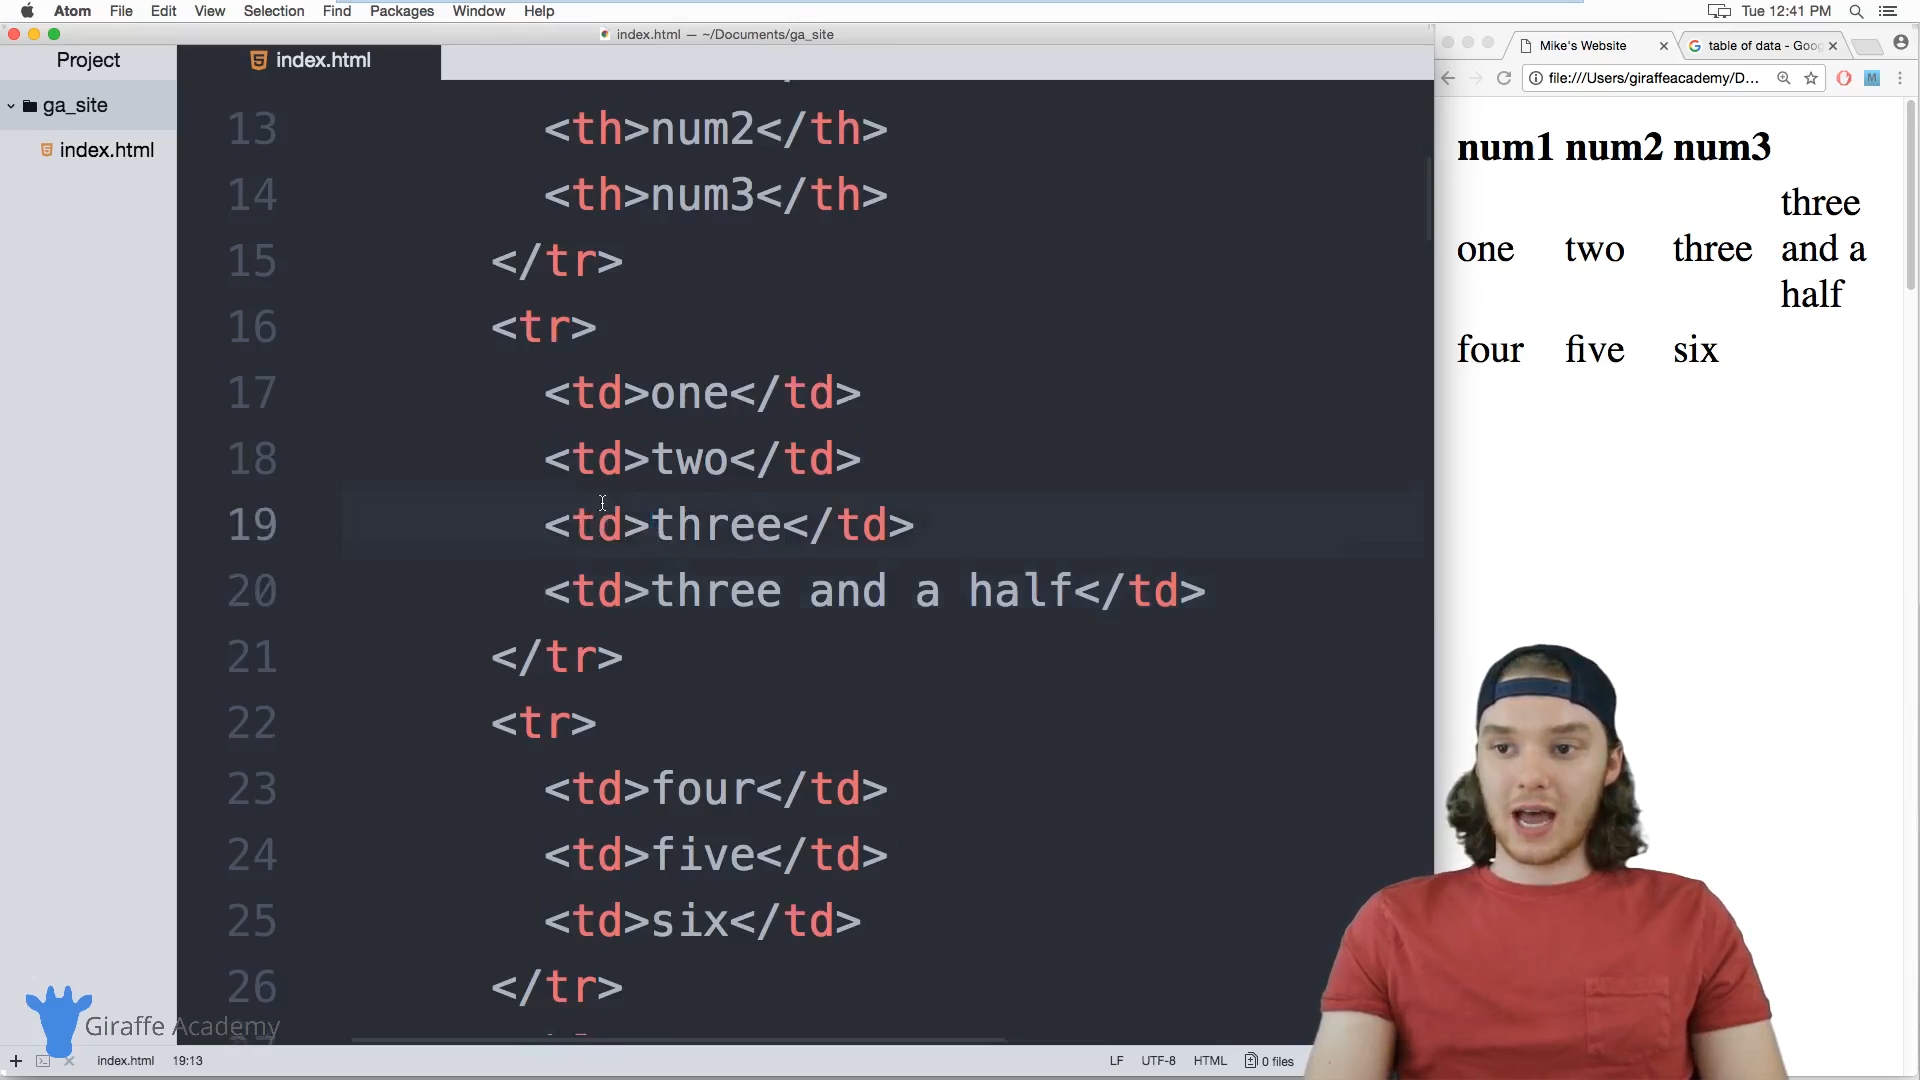 Atom File Edit View Selection Find Packages Window Help
Tue 12:41 PM
index.html — ~/Documents/ga_site
Project
index.html
ga_site
index.html
13 <th>num2</th>
14 <th>num3</th>
15 </tr>
16 <tr>
17 <td>one</td>
18 <td>two</td>
19 <td>three</td>
20 <td>three and a half</td>
21 </tr>
22 <tr>
23 <td>four</td>
24 <td>five</td>
25 <td>six</td>
26 </tr>
Giraffe Academy
index.html 19:13
LF UTF-8 HTML 0 files
Mike's Website
table of data - Goog
file:///Users/giraffeacademy/D...
M
num1 num2 num3
one two three three
and a
half
four five six